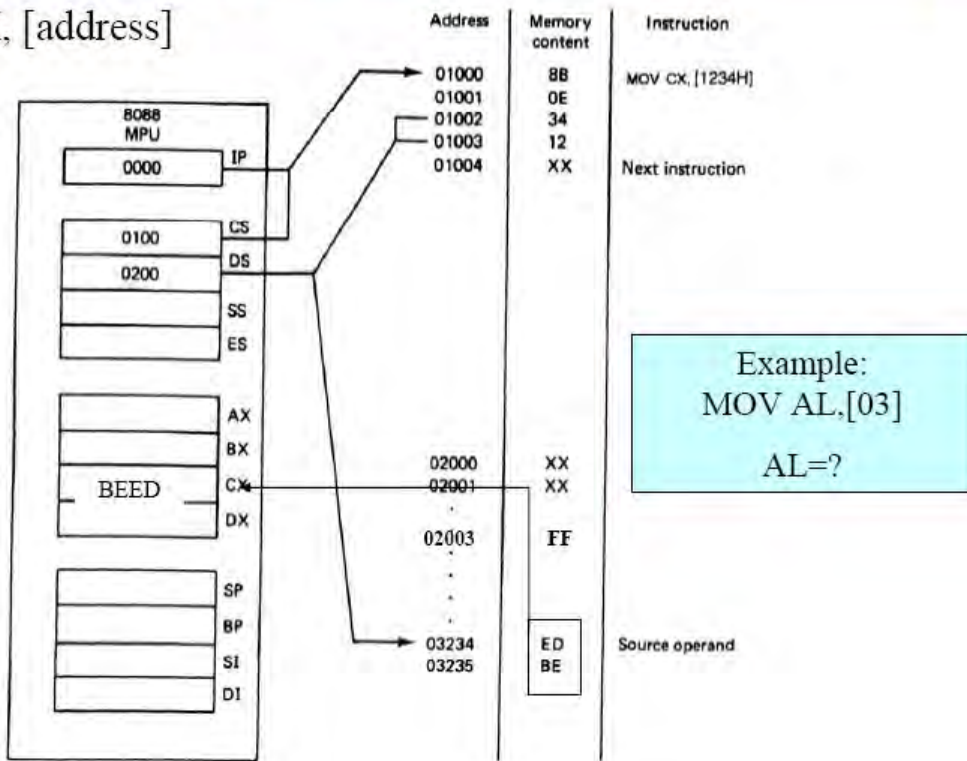 , [address]
Address Memory content Instruction
01000 8B MOV CX, [1234H]
01001 0E
01002 34
01003 12
01004 XX Next instruction
8088
MPU
0000 IP
0100 CS
0200 DS
SS
ES
AX
BX
BEED CX
DX
SP
BP
SI
DI
02000 XX
02001 XX
02003 FF
03234 ED Source operand
03235 BE
Example:
MOV AL,[03]
AL=?